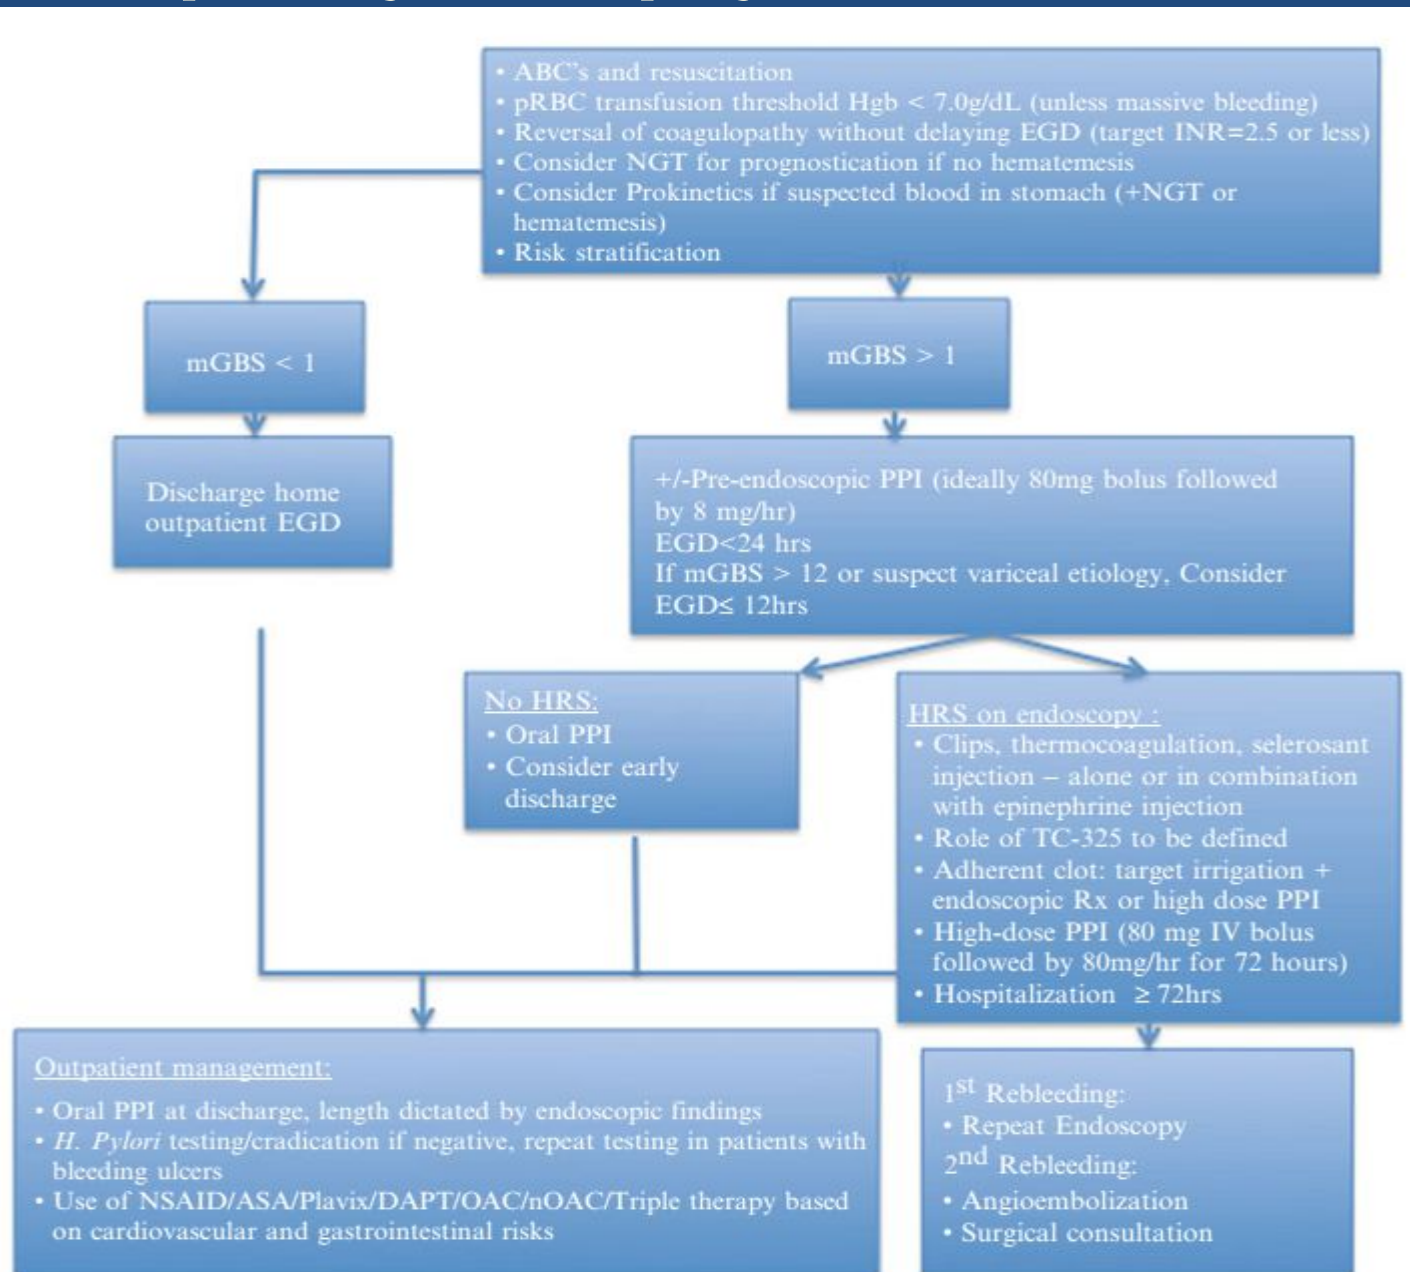 • ABC's and resuscitation
• pRBC transfusion threshold Hgb < 7.0g/dL (unless massive bleeding)
• Reversal of coagulopathy without delaying EGD (target INR=2.5 or less)
• Consider NGT for prognostication if no hematemesis
• Consider Prokinetics if suspected blood in stomach (+NGT or
hematemesis)
• Risk stratification
mGBS < 1
mGBS > 1
Discharge home
outpatient EGD
+/-Pre-endoscopic PPI (ideally 80mg bolus followed
by 8 mg/hr)
EGD<24 hrs
If mGBS > 12 or suspect variceal etiology, Consider
EGD≤ 12hrs
No HRS:
• Oral PPI
• Consider early
discharge
HRS on endoscopy :
• Clips, thermocoagulation, selerosant
injection – alone or in combination
with epinephrine injection
• Role of TC-325 to be defined
• Adherent clot: target irrigation +
endoscopic Rx or high dose PPI
• High-dose PPI (80 mg IV bolus
followed by 80mg/hr for 72 hours)
• Hospitalization ≥ 72hrs
Outpatient management:
• Oral PPI at discharge, length dictated by endoscopic findings
• H. Pylori testing/cradication if negative, repeat testing in patients with
bleeding ulcers
• Use of NSAID/ASA/Plavix/DAPT/OAC/nOAC/Triple therapy based
on cardiovascular and gastrointestinal risks
1st Rebleeding:
• Repeat Endoscopy
2nd Rebleeding:
• Angioembolization
• Surgical consultation